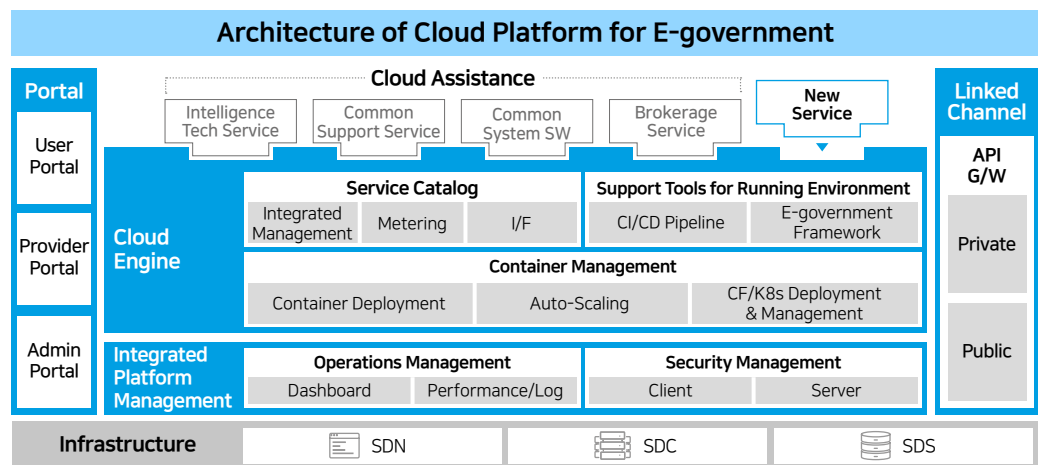 Architecture of Cloud Platform for E-government
Portal
User
Portal
Provider
Portal
Admin
Portal
Cloud Assistance
Intelligence
Tech Service
Common
Support Service
Common
System SW
Brokerage
Service
New
Service
Cloud
Engine
Service Catalog
Integrated
Management
Metering
I/F
Support Tools for Running Environment
CI/CD Pipeline
E-government
Framework
Container Management
Container Deployment
Auto-Scaling
CF/K8s Deployment
& Management
Integrated
Platform
Management
Operations Management
Dashboard
Performance/Log
Security Management
Client
Server
Linked
Channel
API
G/W
Private
Public
Infrastructure
SDN
SDC
SDS